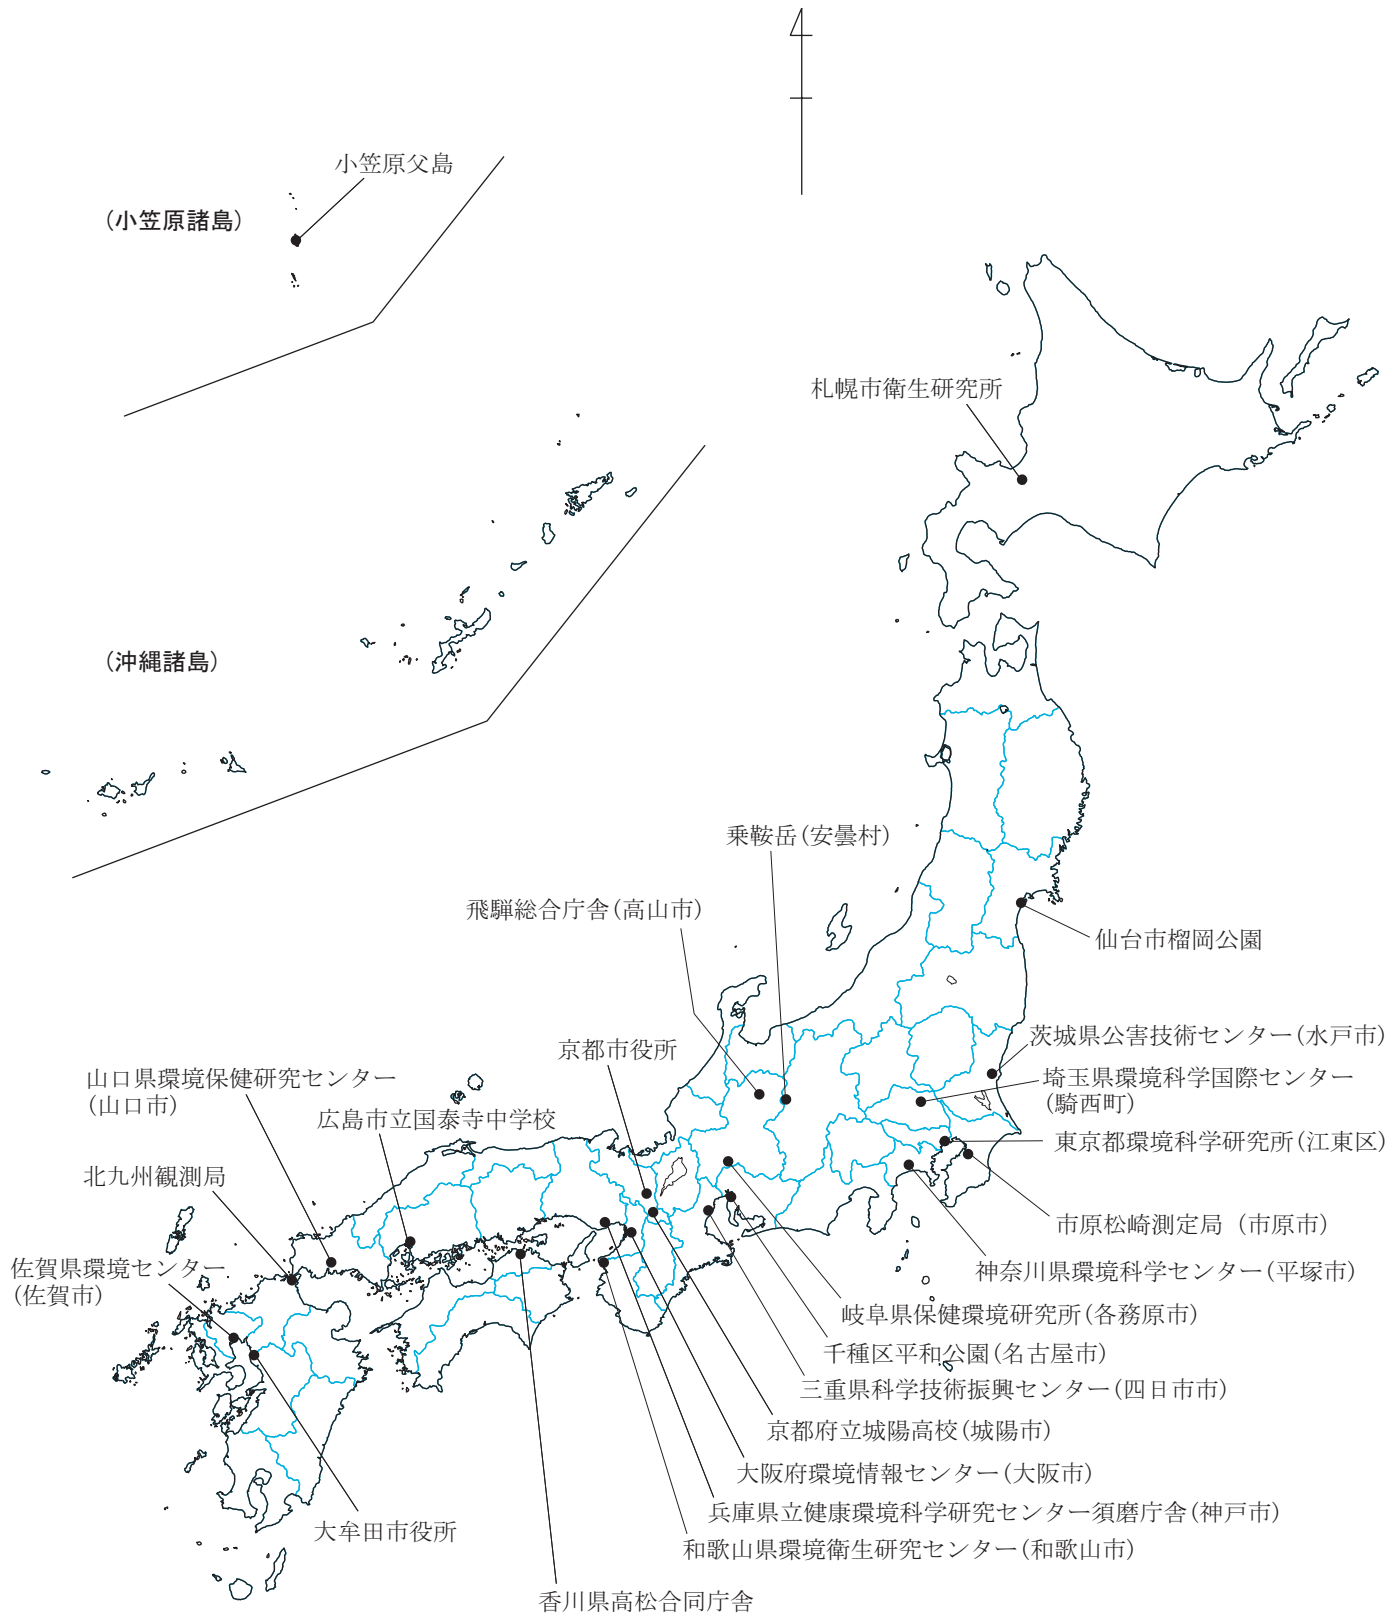 小笠原父島
(小笠原諸島)
札幌市衛生研究所
(沖縄諸島)
乗鞍岳(安曇村)
飛騨総合庁舎(高山市)
仙台市榴岡公園
茨城県公害技術センター(水戸市)
京都市役所
埼玉県環境科学国際センター
(騎西町)
山口県環境保健研究センター
(山口市)
広島市立国泰寺中学校
東京都環境科学研究所(江東区)
北九州観測局
市原松崎測定局 (市原市)
佐賀県環境センター
(佐賀市)
神奈川県環境科学センター(平塚市)
岐阜県保健環境研究所(各務原市)
千種区平和公園(名古屋市)
三重県科学技術振興センター(四日市市)
京都府立城陽高校(城陽市)
大阪府環境情報センター(大阪市)
兵庫県立健康環境科学研究センター須磨庁舎(神戸市)
大牟田市役所
和歌山県環境衛生研究センター(和歌山市)
香川県高松合同庁舎